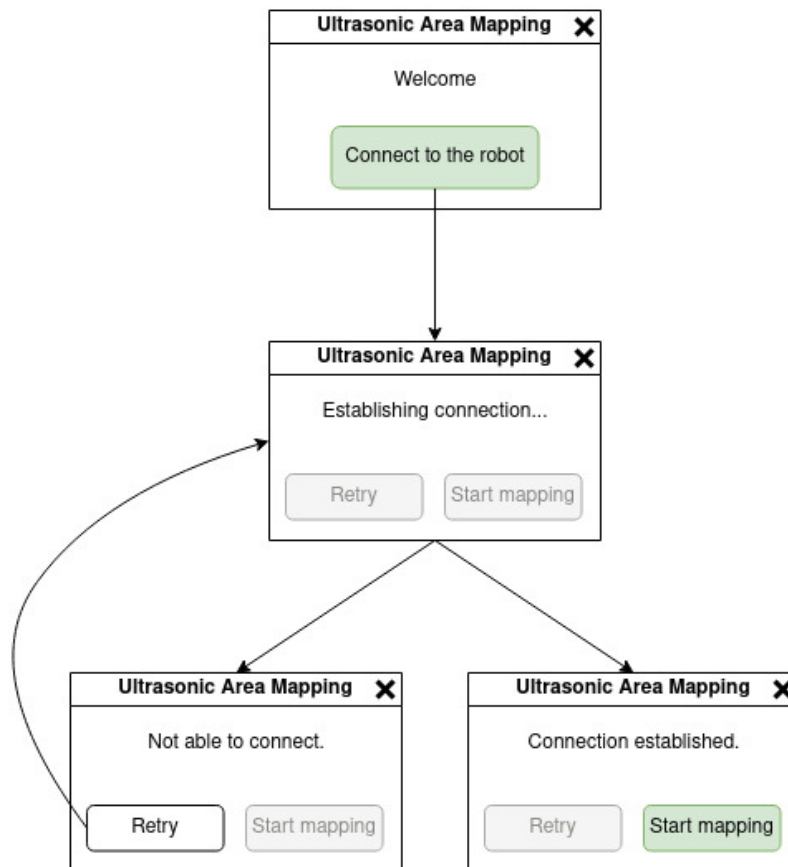 Ultrasonic Area Mapping
Welcome
Connect to the robot
Ultrasonic Area Mapping
Establishing connection...
Retry
Start mapping
Ultrasonic Area Mapping
Not able to connect.
Retry
Start mapping
Ultrasonic Area Mapping
Connection established.
Retry
Start mapping